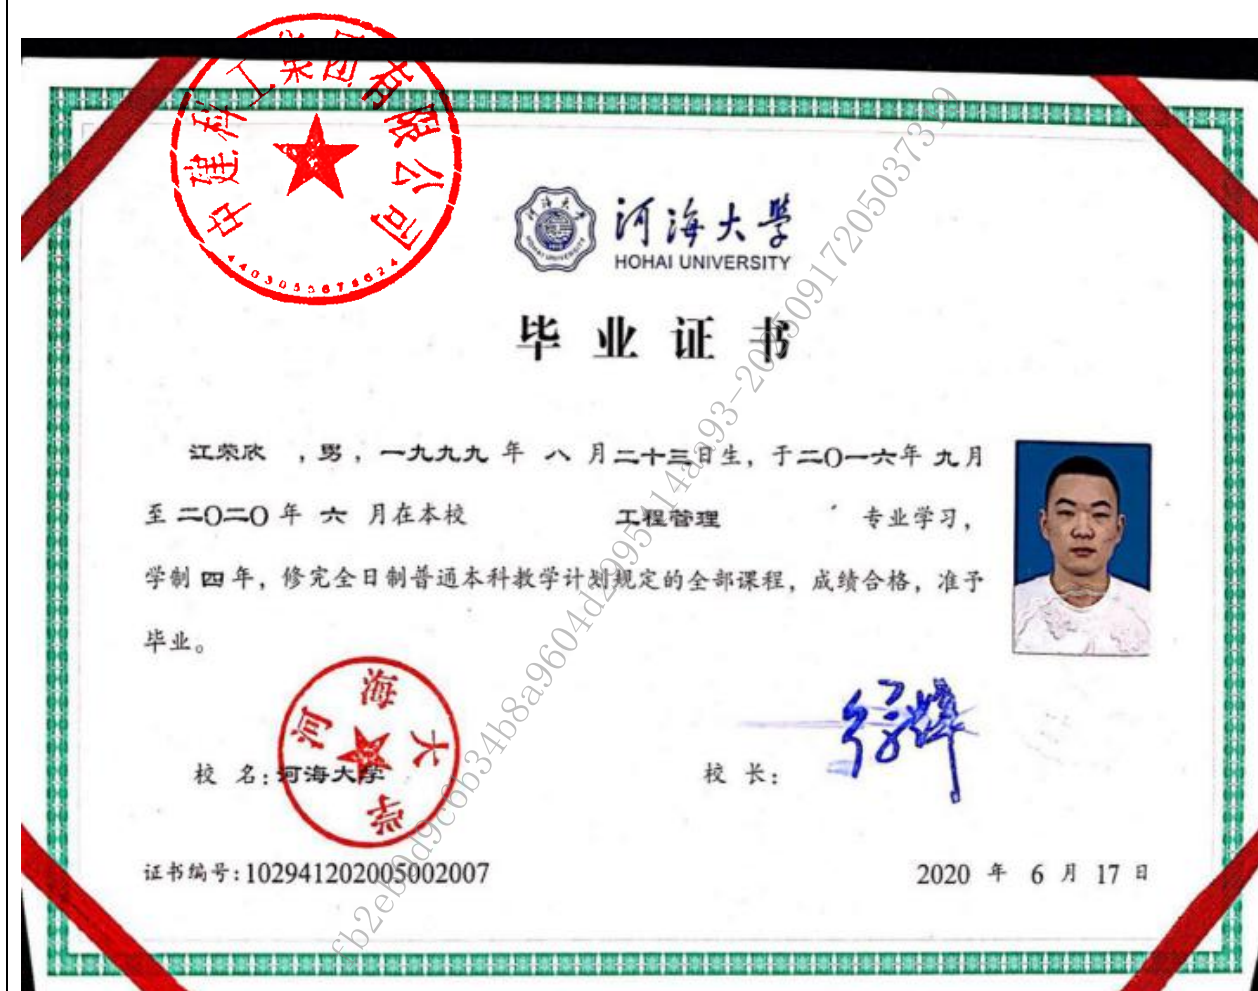 中建科工集团有限公司
4403055678624
河海大学
HOHAI UNIVERSITY
毕业证书
江荣欣 ，男，一九九九 年 八 月二十三日生，于二〇一六年 九月
至 二〇二〇 年 六 月在本校 工程管理 专业学习，
学制 四 年，修完全日制普通本科教学计划规定的全部课程，成绩合格，准予
毕业。
河海大学
校 名：河海大学 校 长：
证书编号：102941202005002007 2020 年 6 月 17 日